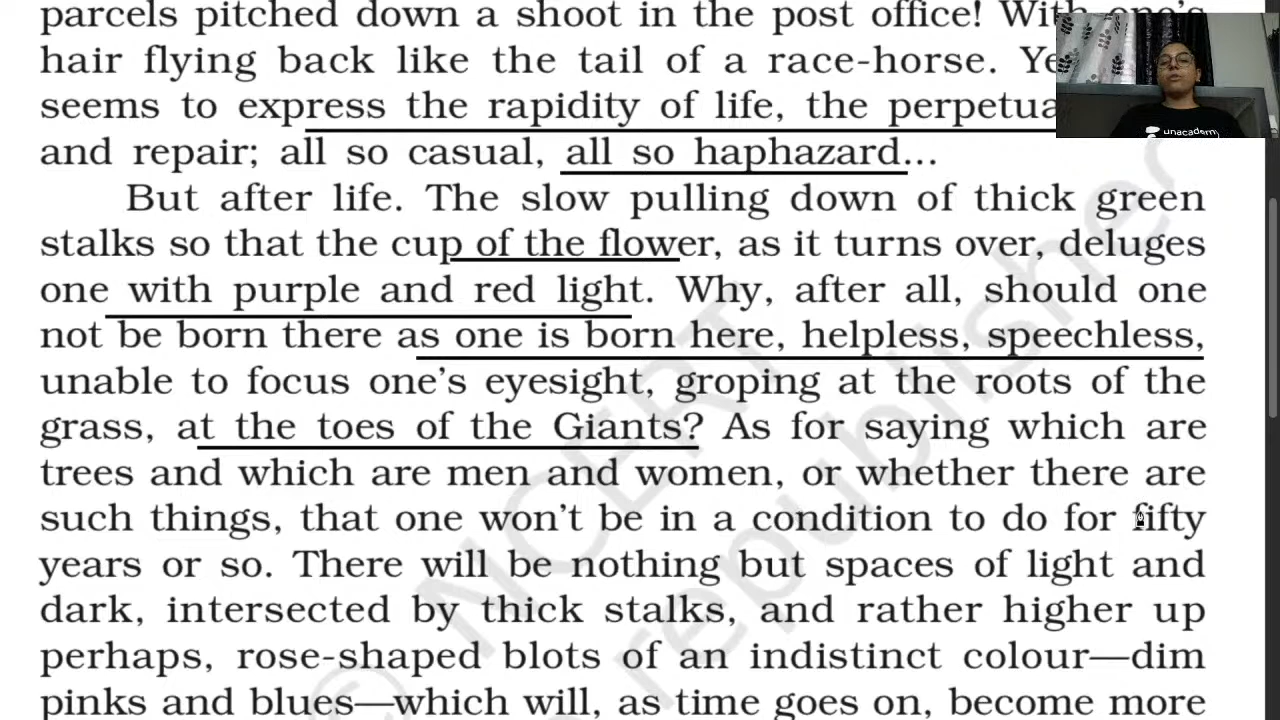 parcels pitched down a shoot in the post office! With one's
hair flying back like the tail of a race-horse.
seems to express the rapidity of life, the
and repair; all so casual, all so haphazard...
But after life. The slow pulling down of thick green
stalks so that the cup of the flower, as it turns over, deluges
one with purple and red light. Why, after all, should one
not be born there as one is born here, helpless, speechless,
unable to focus one's eyesight, groping at the roots of the
grass, at the toes of the Giants? As for saying which are
trees and which are men and women, or whether there are
such things, that one won't be in a condition to do for fifty
years or so. There will be nothing but spaces of light and
dark, intersected by thick stalks, and rather higher up
perhaps, rose-shaped blots of an indistinct colour—dim
pinks and blues—which will, as time goes on, become more
© NCERT
republished
unacademy